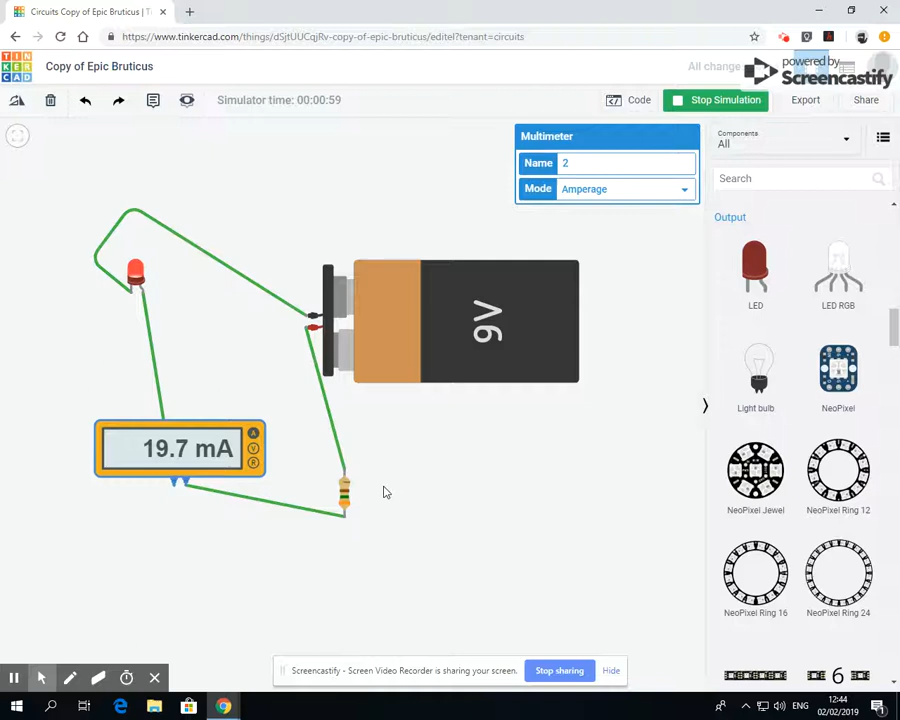 Circuits Copy of Epic Bruticus | Ti
https://www.tinkercad.com/things/dSjtUUCqjRv-copy-of-epic-bruticus/editel?tenant=circuits
TIN
KER
CAD
Copy of Epic Bruticus
All change
powered by
Screencastify
Simulator time: 00:00:59
Code
Stop Simulation
Export
Share
Multimeter
Name 2
Mode Amperage
Components
All
Search
Output
LED
LED RGB
Light bulb
NeoPixel
NeoPixel Jewel
NeoPixel Ring 12
NeoPixel Ring 16
NeoPixel Ring 24
6
9V
19.7 mA
A
V
R
Screencastify - Screen Video Recorder is sharing your screen.
Stop sharing
Hide
ENG
12:44
02/02/2019
1